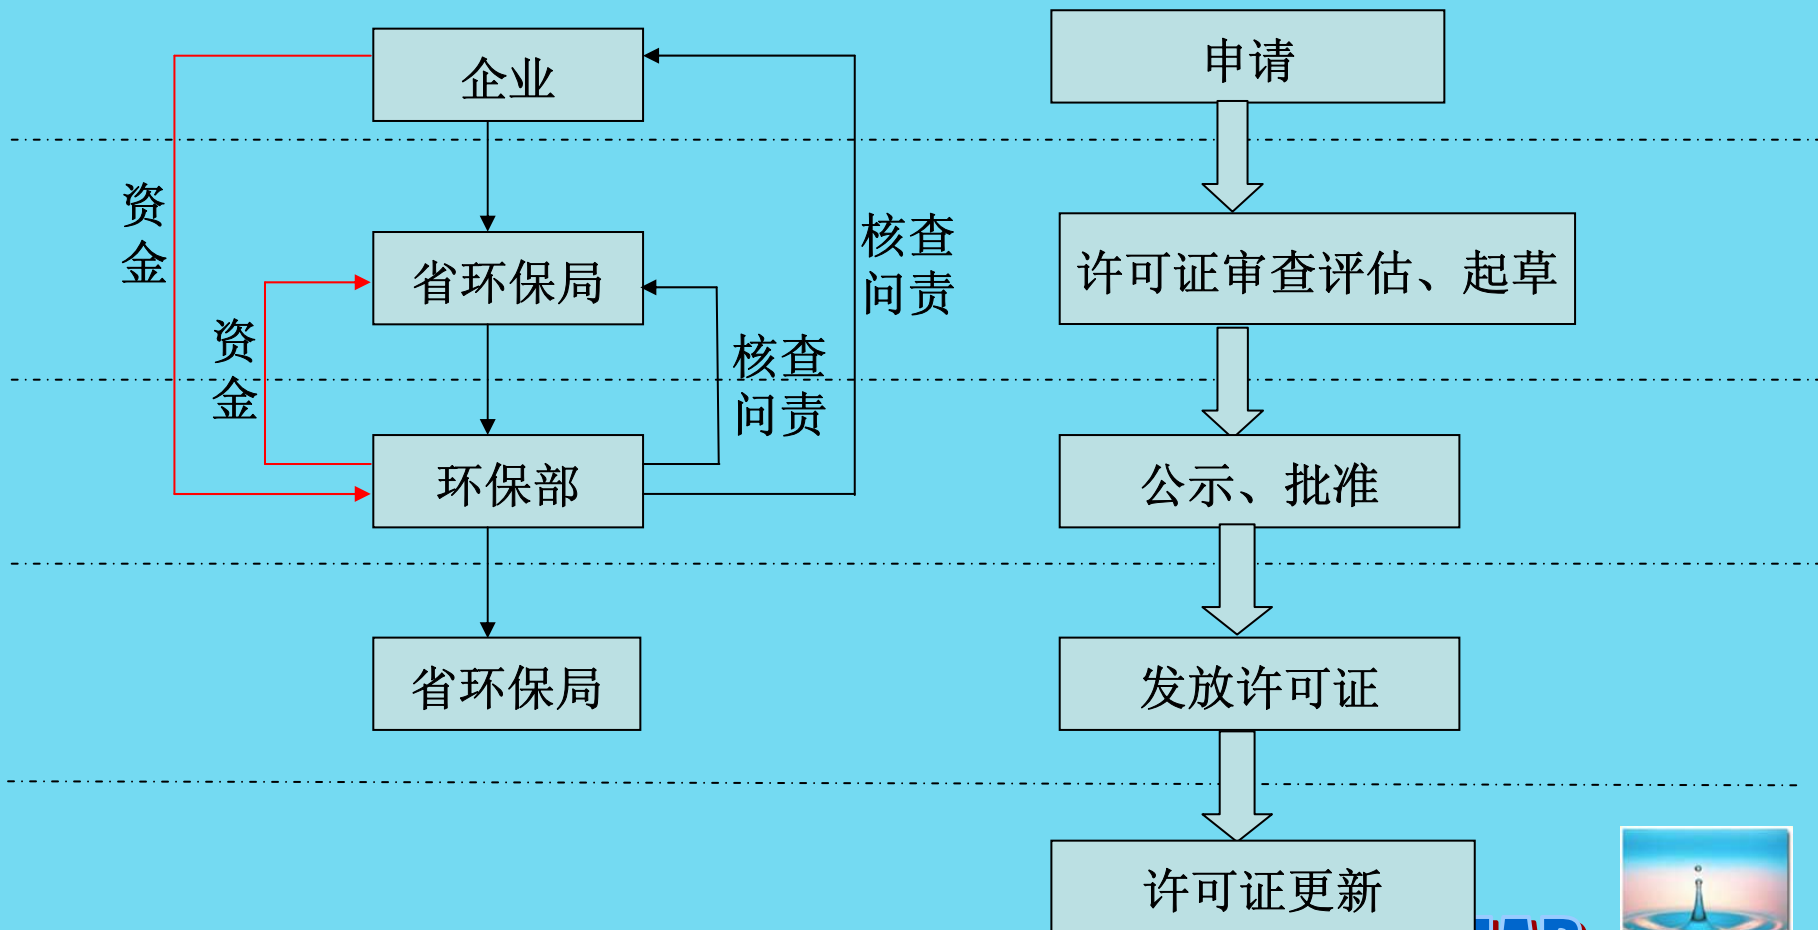 企业
申请
资
金
核查
问责
省环保局
许可证审查评估、起草
资
金
核查
问责
环保部
公示、批准
省环保局
发放许可证
许可证更新